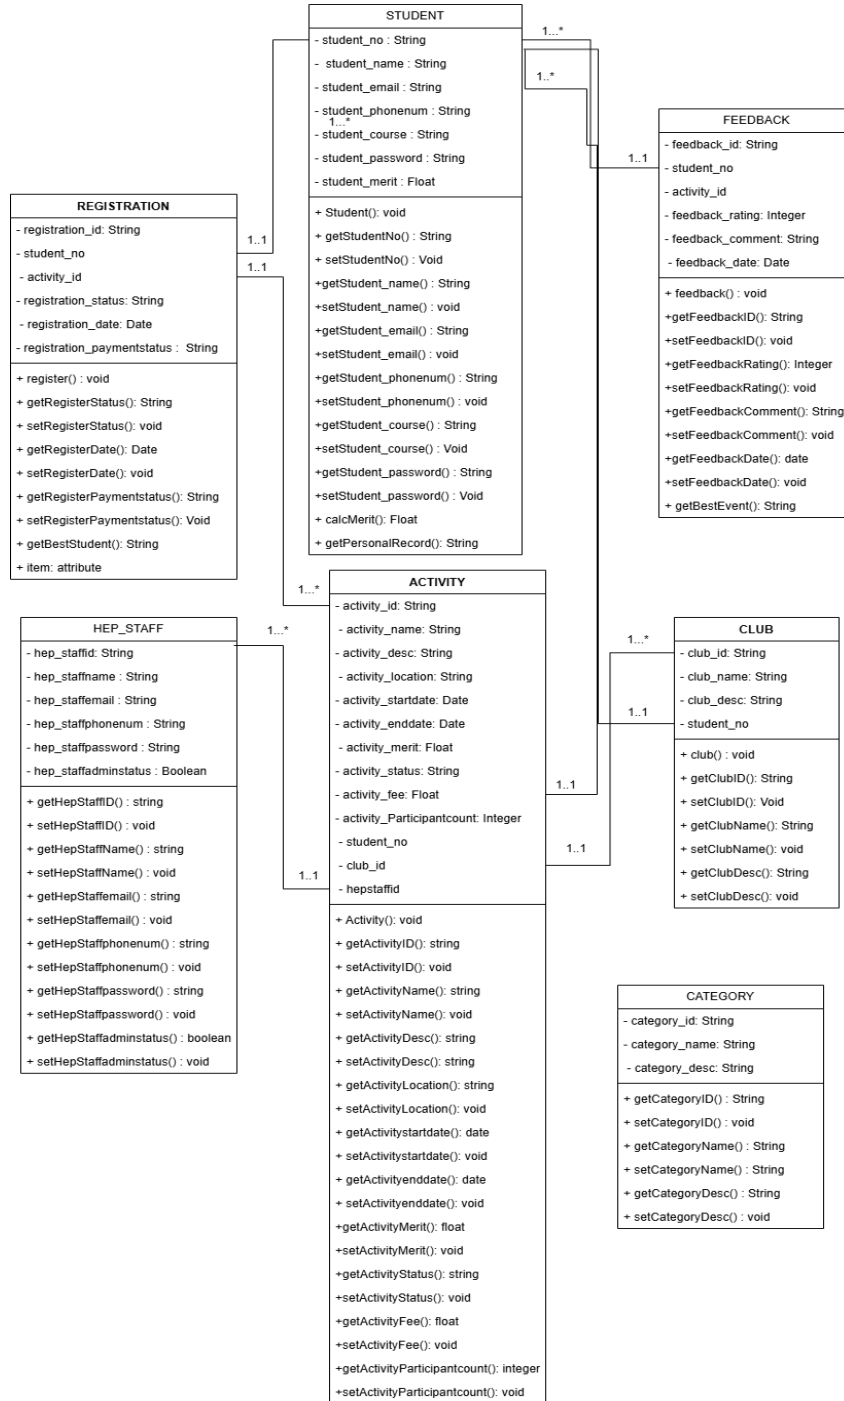 STUDENT
- student_no : String
- student_name : String
- student_email : String
- student_phonenum : String
1...*
- student_course : String
- student_password : String
- student_merit : Float
+ Student(): void
+ getStudentNo() : String
+ setStudentNo() : Void
+getStudent_name() : String
+setStudent_name() : void
+getStudent_email() : String
+setStudent_email() : void
+getStudent_phonenum() : String
+setStudent_phonenum() : void
+getStudent_course() : String
+setStudent_course() : Void
+getStudent_password() : String
+setStudent_password() : Void
+ calcMerit(): Float
+ getPersonalRecord(): String
1...*
1..*
1..1
FEEDBACK
- feedback_id: String
- student_no
- activity_id
- feedback_rating: Integer
- feedback_comment: String
- feedback_date: Date
+ feedback() : void
+getFeedbackID(): String
+setFeedbackID(): void
+getFeedbackRating(): Integer
+setFeedbackRating(): void
+getFeedbackComment(): String
+setFeedbackComment(): void
+getFeedbackDate(): date
+setFeedbackDate(): void
+ getBestEvent(): String
REGISTRATION
- registration_id: String
- student_no
- activity_id
- registration_status: String
- registration_date: Date
- registration_paymentstatus : String
+ register() : void
+ getRegisterStatus(): String
+ setRegisterStatus(): void
+ getRegisterDate(): Date
+ setRegisterDate(): void
+ getRegisterPaymentstatus(): String
+ setRegisterPaymentstatus(): Void
+ getBestStudent(): String
+ item: attribute
1..1
1..1
1...*
HEP_STAFF
- hep_staffid: String
- hep_staffname : String
- hep_staffemail : String
- hep_staffphonenum : String
- hep_staffpassword : String
- hep_staffadminstatus : Boolean
+ getHepStaffID() : string
+ setHepStaffID() : void
+ getHepStaffName() : string
+ setHepStaffName() : void
+ getHepStaffemail() : string
+ setHepStaffemail() : void
+ getHepStaffphonenum() : string
+ setHepStaffphonenum() : void
+ getHepStaffpassword() : string
+ setHepStaffpassword() : void
+ getHepStaffadminstatus() : boolean
+ setHepStaffadminstatus() : void
1...*
1..1
ACTIVITY
- activity_id: String
- activity_name: String
- activity_desc: String
- activity_location: String
- activity_startdate: Date
- activity_enddate: Date
- activity_merit: Float
- activity_status: String
- activity_fee: Float
- activity_Participantcount: Integer
- student_no
- club_id
- hepstaffid
+ Activity(): void
+ getActivityID(): string
+ setActivityID(): void
+ getActivityName(): string
+ setActivityName(): void
+ getActivityDesc(): string
+ setActivityDesc(): string
+ getActivityLocation(): string
+ setActivityLocation(): void
+ getActivitystartdate(): date
+ setActivitystartdate(): void
+ getActivityenddate(): date
+ setActivityenddate(): void
+getActivityMerit(): float
+setActivityMerit(): void
+getActivityStatus(): string
+setActivityStatus(): void
+getActivityFee(): float
+setActivityFee(): void
+getActivityParticipantcount(): integer
+setActivityParticipantcount(): void
1..1
1..1
1...*
1..1
CLUB
- club_id: String
- club_name: String
- club_desc: String
- student_no
+ club() : void
+ getClubID(): String
+ setClubID(): Void
+ getClubName(): String
+ setClubName(): void
+ getClubDesc(): String
+ setClubDesc(): void
CATEGORY
- category_id: String
- category_name: String
- category_desc: String
+ getCategoryID() : String
+ setCategoryID() : void
+ getCategoryName() : String
+ setCategoryName() : String
+ getCategoryDesc() : String
+ setCategoryDesc() : void